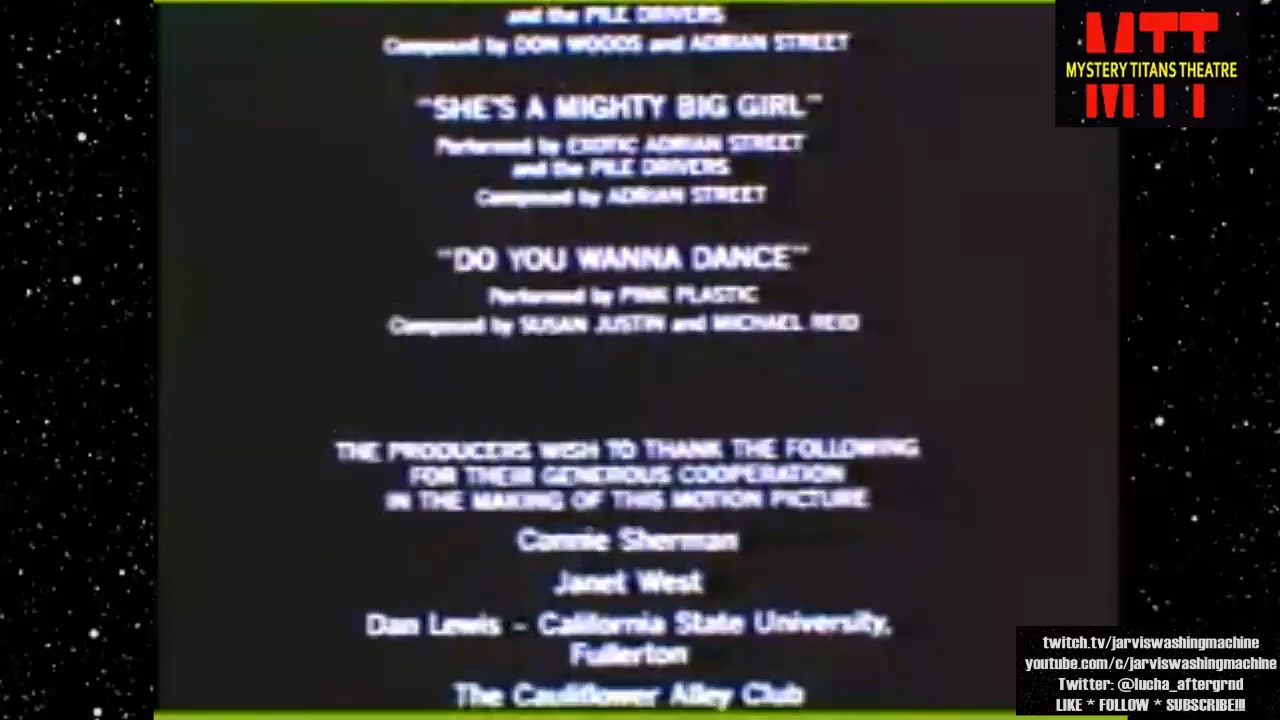 and the PILE DRIVERS
Composed by DON WOODS and ADRIAN STREET
"SHE'S A MIGHTY BIG GIRL"
Performed by EXOTIC ADRIAN STREET
and the PILE DRIVERS
Composed by ADRIAN STREET
"DO YOU WANNA DANCE"
Performed by PINK PLASTIC
Composed by SUSAN JUSTIN and MICHAEL REID
THE PRODUCERS WISH TO THANK THE FOLLOWING
FOR THEIR GENEROUS COOPERATION
IN THE MAKING OF THIS MOTION PICTURE
Connie Sherman
Janet West
Dan Lewis - California State University,
Fullerton
The Cauliflower Alley Club
MTT
MYSTERY TITANS THEATRE
twitch.tv/jarviswashingmachine
youtube.com/c/jarviswashingmachine
Twitter: @lucha_aftergrnd
LIKE * FOLLOW * SUBSCRIBE!!!